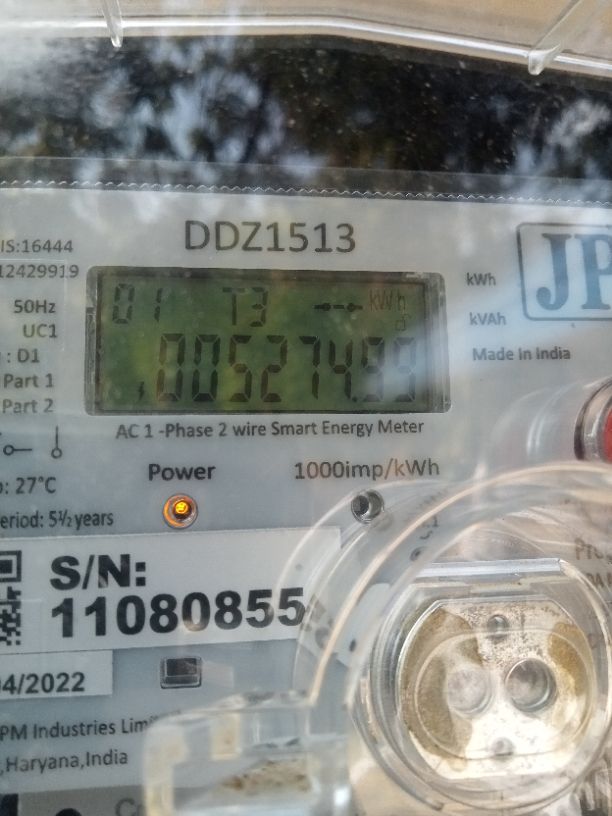 DDZ1513
IS:16444
12429919
50Hz
UC1
: D1
Part 1
Part 2
01 T3 kWh
005274.99
kWh
kVAh
JP
Made in India
AC 1 -Phase 2 wire Smart Energy Meter
: 27°C
Power
1000imp/kWh
eriod: 5½ years
S/N:
11080855
04/2022
PM Industries Lim
,Haryana,India